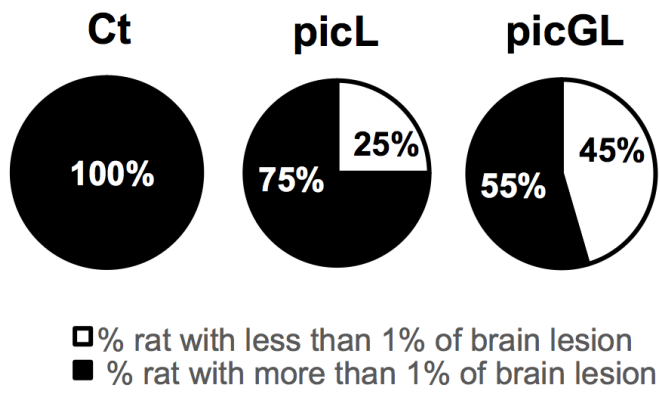 Ct picL picGL
100% 75% 25% 55% 45%
% rat with less than 1% of brain lesion
% rat with more than 1% of brain lesion